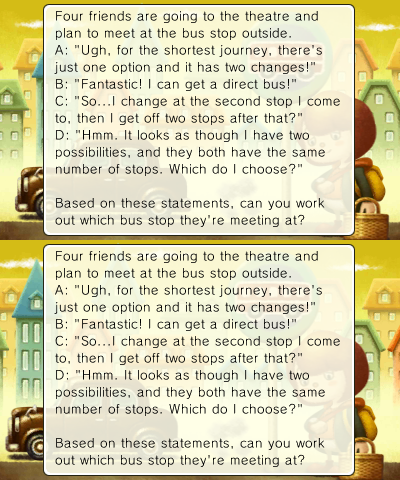 Four friends are going to the theatre and
plan to meet at the bus stop outside.
A: "Ugh, for the shortest journey, there's
just one option and it has two changes!"
B: "Fantastic! I can get a direct bus!"
C: "So...I change at the second stop I come
to, then I get off two stops after that?"
D: "Hmm. It looks as though I have two
possibilities, and they both have the same
number of stops. Which do I choose?"
Based on these statements, can you work
out which bus stop they're meeting at?
Four friends are going to the theatre and
plan to meet at the bus stop outside.
A: "Ugh, for the shortest journey, there's
just one option and it has two changes!"
B: "Fantastic! I can get a direct bus!"
C: "So...I change at the second stop I come
to, then I get off two stops after that?"
D: "Hmm. It looks as though I have two
possibilities, and they both have the same
number of stops. Which do I choose?"
Based on these statements, can you work
out which bus stop they're meeting at?